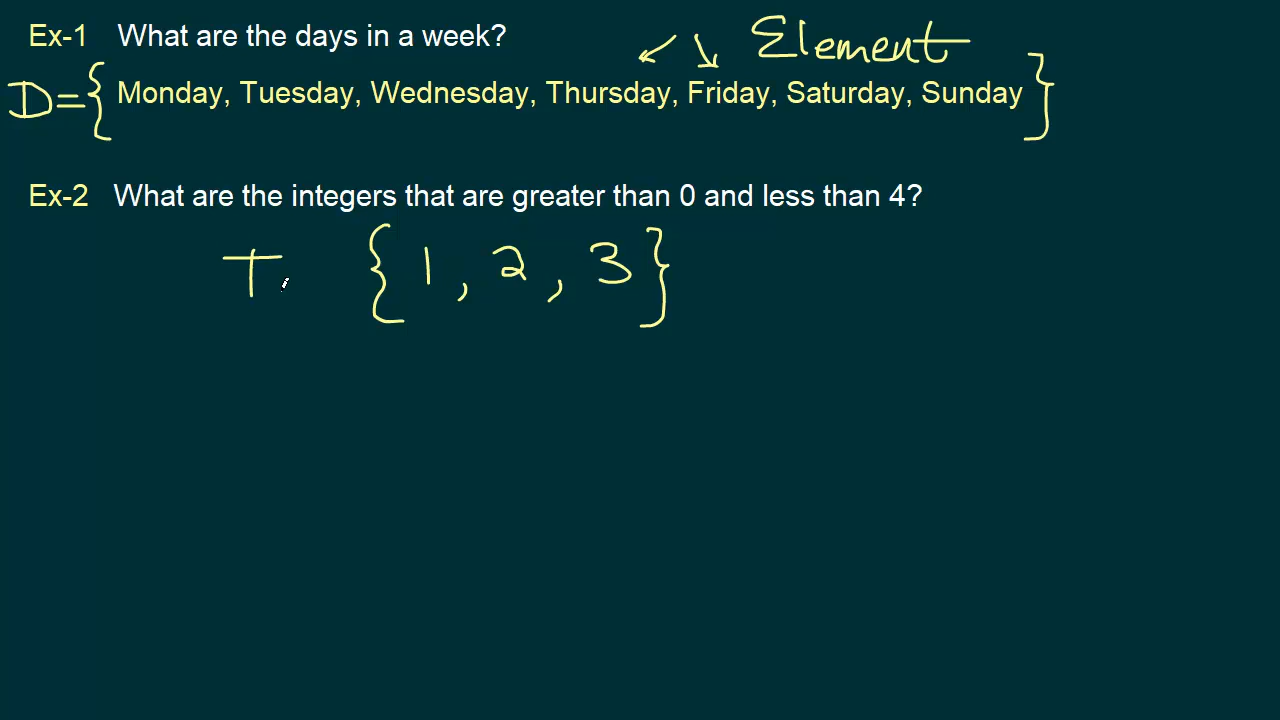 Ex-1 What are the days in a week?
Element
D={ Monday, Tuesday, Wednesday, Thursday, Friday, Saturday, Sunday }
Ex-2 What are the integers that are greater than 0 and less than 4?
T {1, 2, 3}